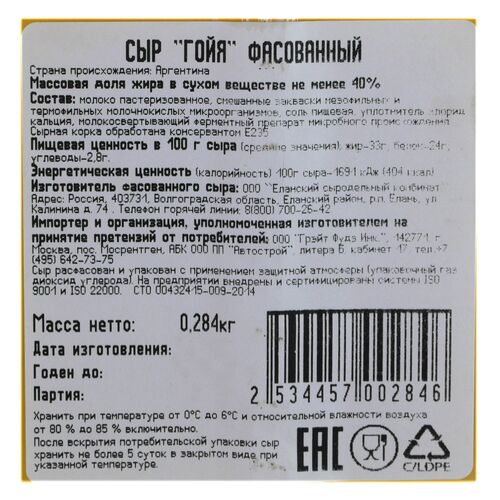 СЫР "ГОЙЯ" ФАСОВАННЫЙ
Страна происхождения: Аргентина
Массовая доля жира в сухом веществе не менее 40%
Состав: молоко пастеризованное, смешанные закваски мезофильных и
термофильных молочнокислых микроорганизмов, соль пищевая, уплотнитель хлорид
кальция, молокосвертывающий ферментный препарат микробного происхождения
Сырная корка обработана консервантом Е235
Пищевая ценность в 100 г сыра (средние значения): жир-33г, белок-24г,
углеводы-2,8г.
Энергетическая ценность (калорийность) 100г сыра-1691 кДж (404 ккал)
Изготовитель фасованного сыра: ООО "Еланский сыродельный комбинат"
Адрес: Россия, 403731, Волгоградская область, Еланский район, р.п. Елань, ул.
Калинина д. 74 . Телефон горячей линии: 8(800) 700-26-42
Импортер и организация, уполномоченная изготовителем на
принятие претензий от потребителей: ООО "Грэйт Фудз Инк.", 142771 г.
Москва, пос. Мосрентген, АБК ООО ПП "Автострой", литера Б, кабинет 17, тел.+7
(495) 642-73-75
Сыр расфасован и упакован с применением защитной атмосферы (упаковочный газ
диоксид углерода). На предприятии внедрены и сертифицированы системы ISO
9001 и ISO 22000. СТО 00432415-009-2014
Масса нетто: 0,284кг
Дата изготовления:
Годен до:
Партия:
2 534457 002846
Хранить при температуре от 0°С до 6°С и относительной влажности воздуха
от 80 % до 85 % включительно.
После вскрытия потребительской упаковки сыр
хранить не более 5 суток в закрытом виде при
указанной температуре.
ЕАС
C/LDPE